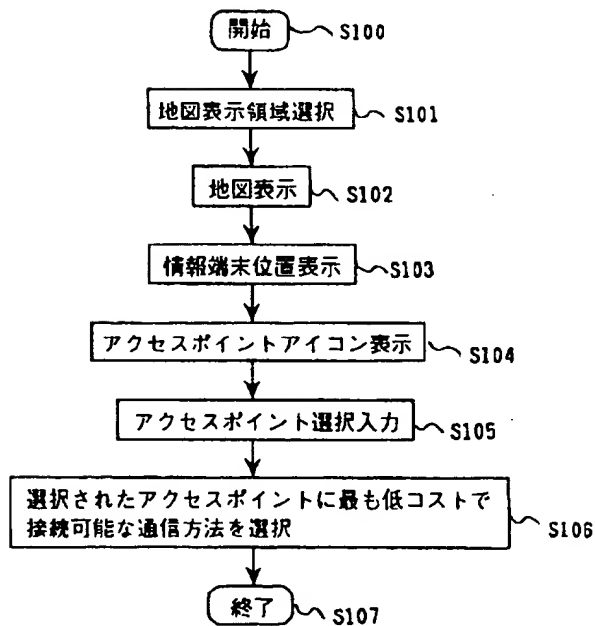 開始 S100
地図表示領域選択 S101
地図表示 S102
情報端末位置表示 S103
アクセスポイントアイコン表示 S104
アクセスポイント選択入力 S105
選択されたアクセスポイントに最も低コストで
接続可能な通信方法を選択 S106
終了 S107